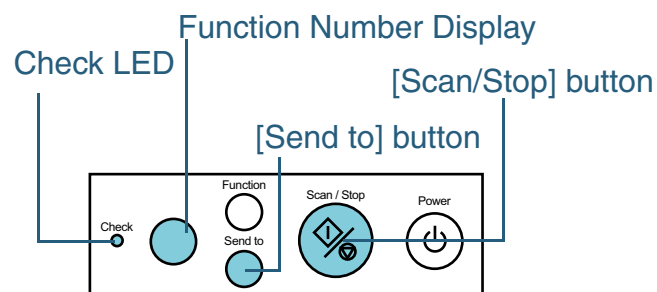 Function Number Display
Check LED
[Scan/Stop] button
[Send to] button
Function
Scan / Stop
Power
Check
Send to